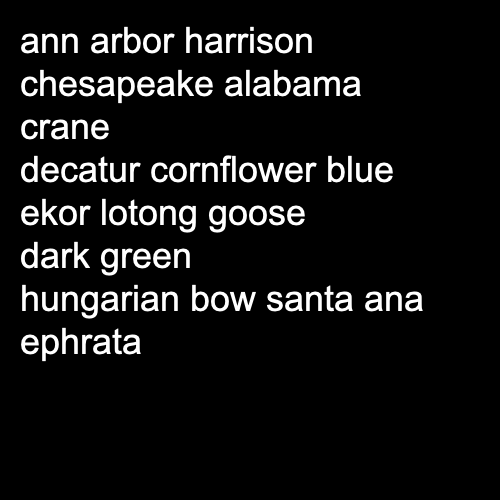 ann arbor harrison
chesapeake alabama
crane
decatur cornflower blue
ekor lotong goose
dark green
hungarian bow santa ana
ephrata